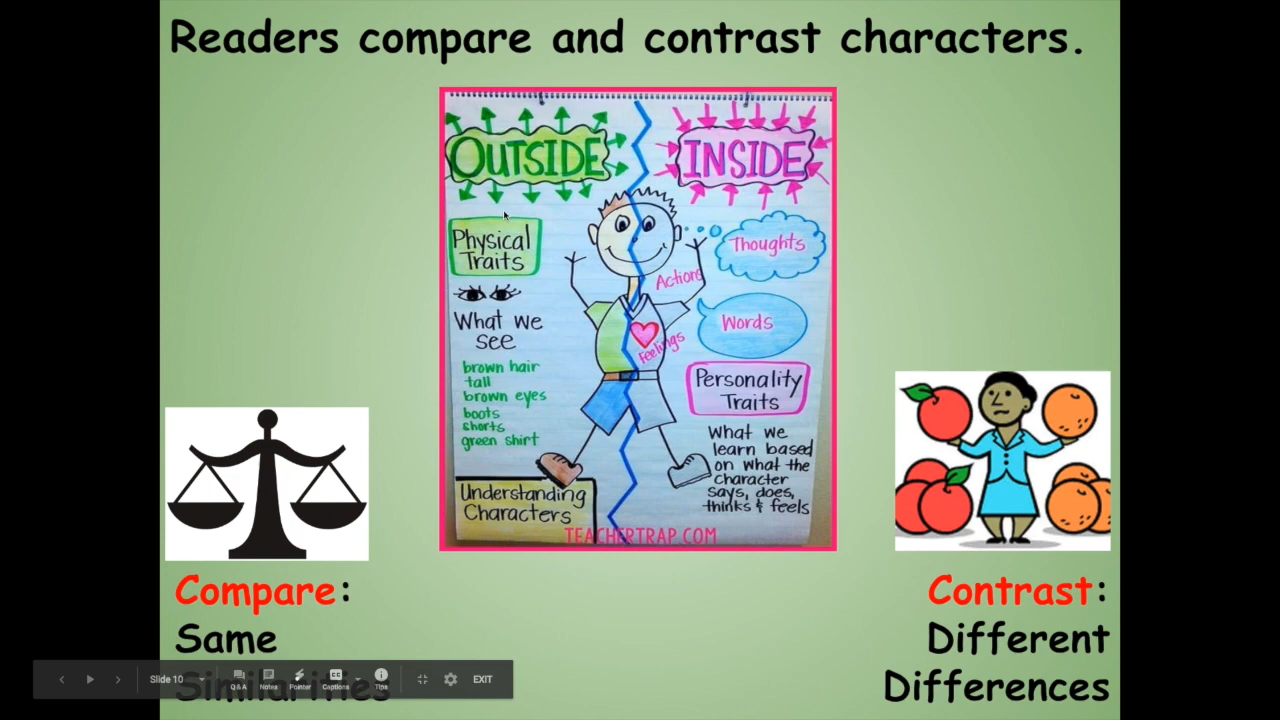 Readers compare and contrast characters.
OUTSIDE
INSIDE
Physical
Traits
What we
see
brown hair
tall
brown eyes
boots
shorts
green shirt
Understanding
Characters
Thoughts
Actions
Words
Feelings
Personality
Traits
What we
learn based
on what the
character
says, does,
thinks & feels
TEACHERTRAP.COM
Compare:
Same
Similarities
Contrast:
Different
Differences
Slide 10
Q&A
Notes
Pointer
Captions
Tips
EXIT
CC